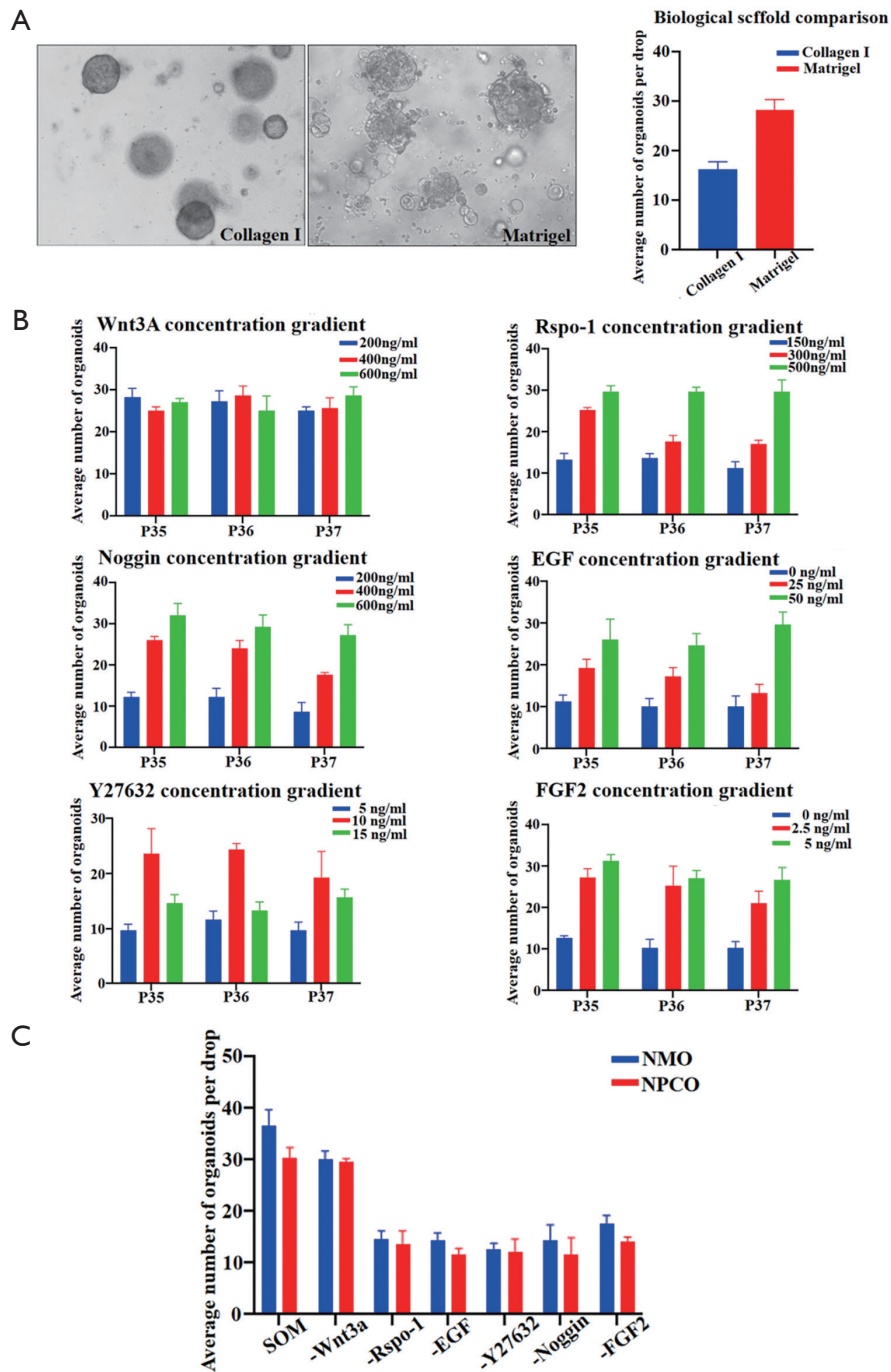 A
Collagen I
Matrigel
Biological scffold comparison
Average number of organoids per drop
40
30
20
10
0
Collagen I
Matrigel
Collagen I
Matrigel
B
Wnt3A concentration gradient
Average number of organoids
40
30
20
10
0
200ng/ml
400ng/ml
600ng/ml
P35
P36
P37
Rspo-1 concentration gradient
Average number of organoids
40
30
20
10
0
150ng/ml
300ng/ml
500ng/ml
P35
P36
P37
Noggin concentration gradient
Average number of organoids
40
30
20
10
0
200ng/ml
400ng/ml
600ng/ml
P35
P36
P37
EGF concentration gradient
Average number of organoids
40
30
20
10
0
0 ng/ml
25 ng/ml
50 ng/ml
P35
P36
P37
Y27632 concentration gradient
Average number of organoids
30
20
10
0
5 ng/ml
10 ng/ml
15 ng/ml
P35
P36
P37
FGF2 concentration gradient
Average number of organoids
40
30
20
10
0
0 ng/ml
2.5 ng/ml
5 ng/ml
P35
P36
P37
C
Average number of organoids per drop
50
40
30
20
10
0
NMO
NPCO
SOM
-Wnt3a
-Rspo-1
-EGF
-Y27632
-Noggin
-FGF2